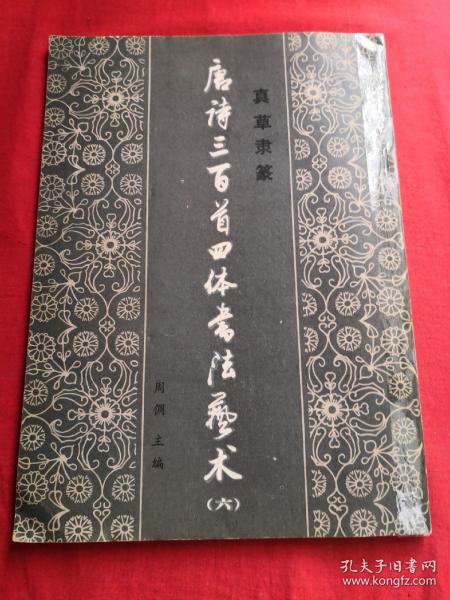 真草隶篆
唐诗三百首四体书法艺术
(六)
周倜 主编
孔夫子旧书网
www.kongfz.com